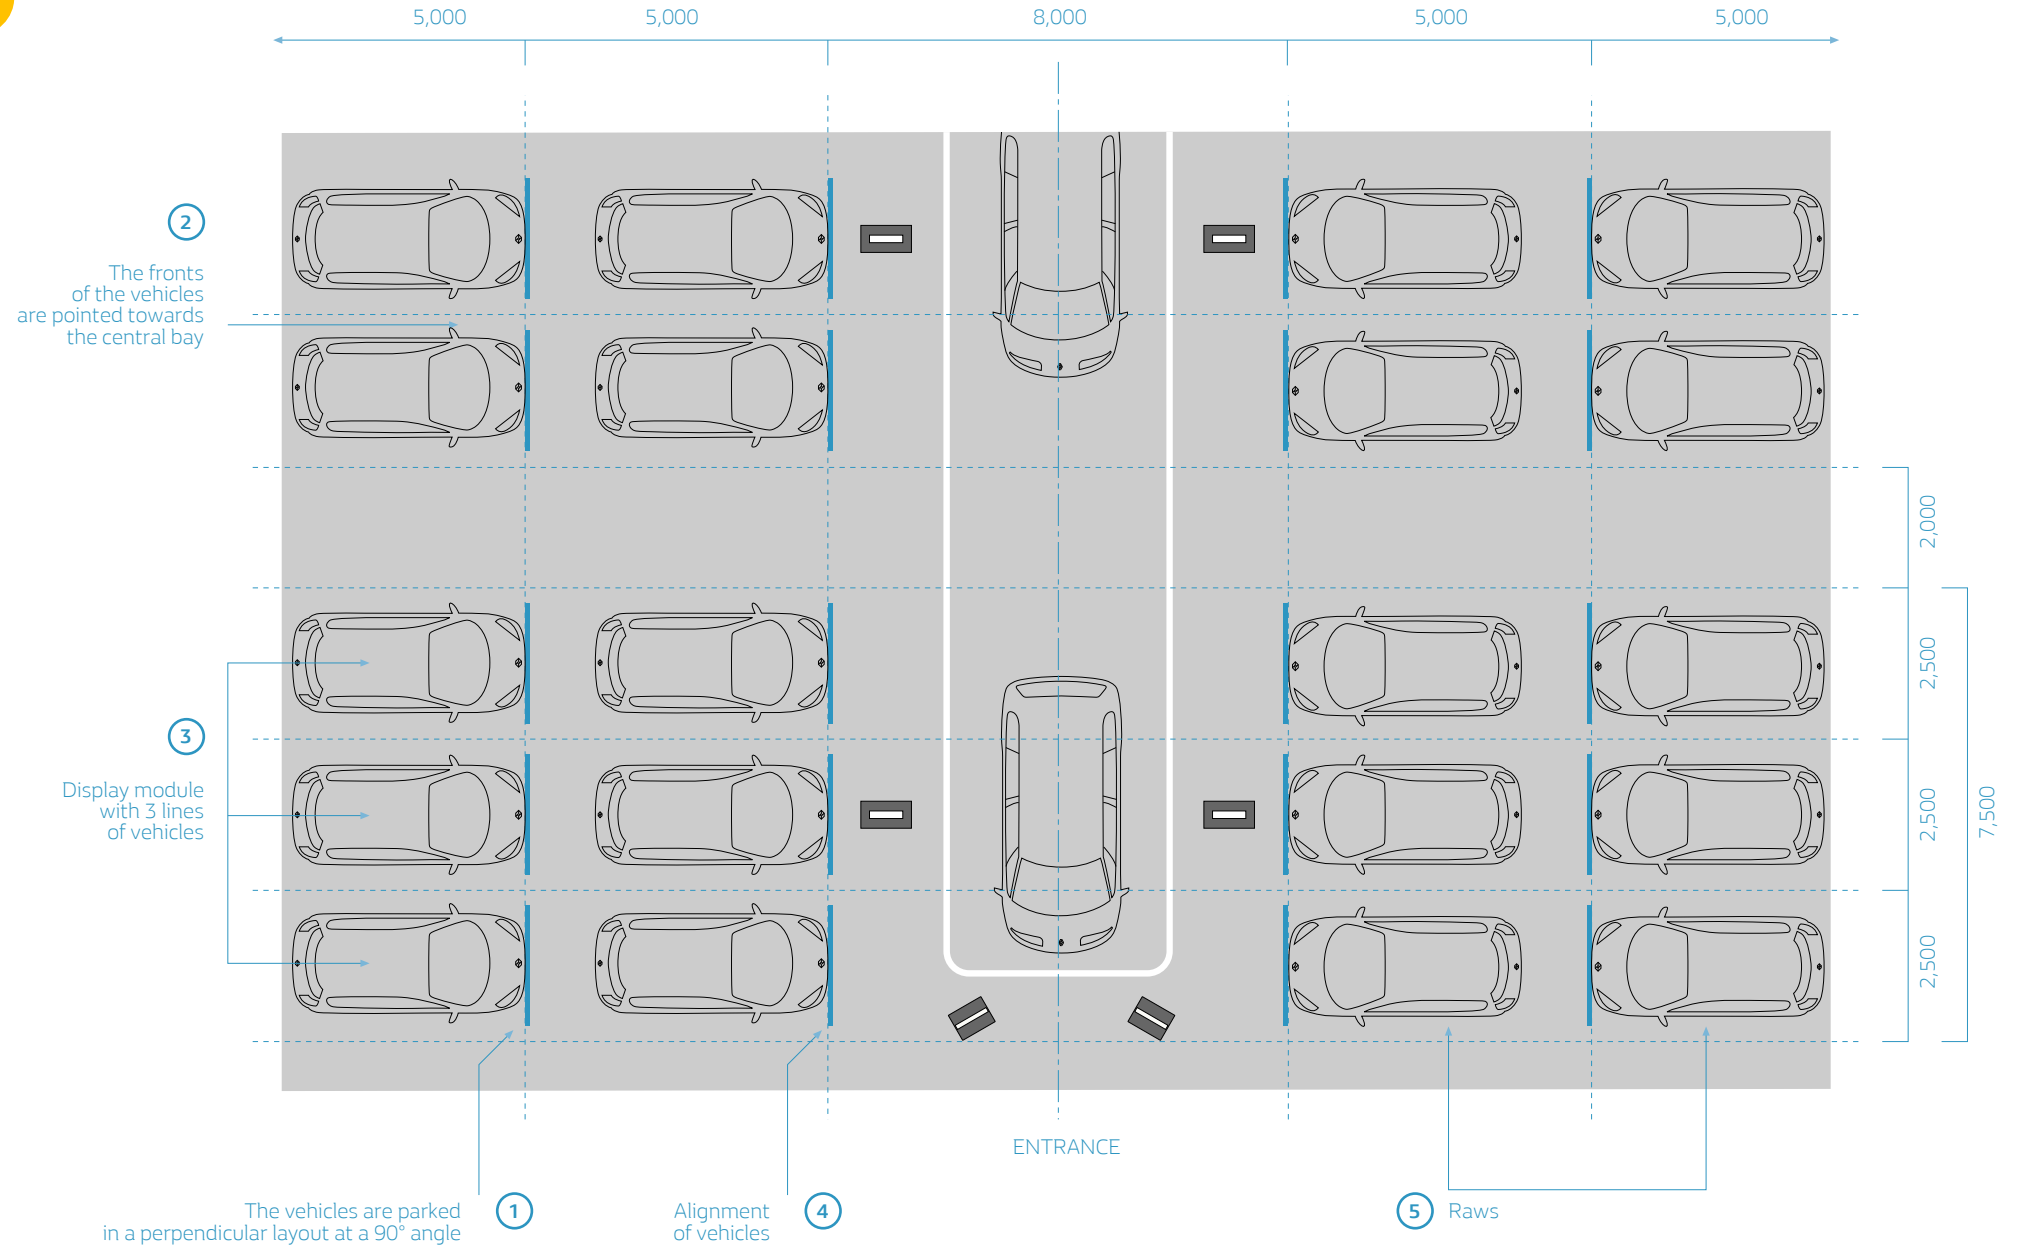 5,000 5,000 8,000 5,000 5,000
2
The fronts
of the vehicles
are pointed towards
the central bay
2,000
2,500
3
Display module
with 3 lines
of vehicles
2,500
7,500
2,500
ENTRANCE
The vehicles are parked
in a perpendicular layout at a 90° angle
1
Alignment
of vehicles
4
5 Raws